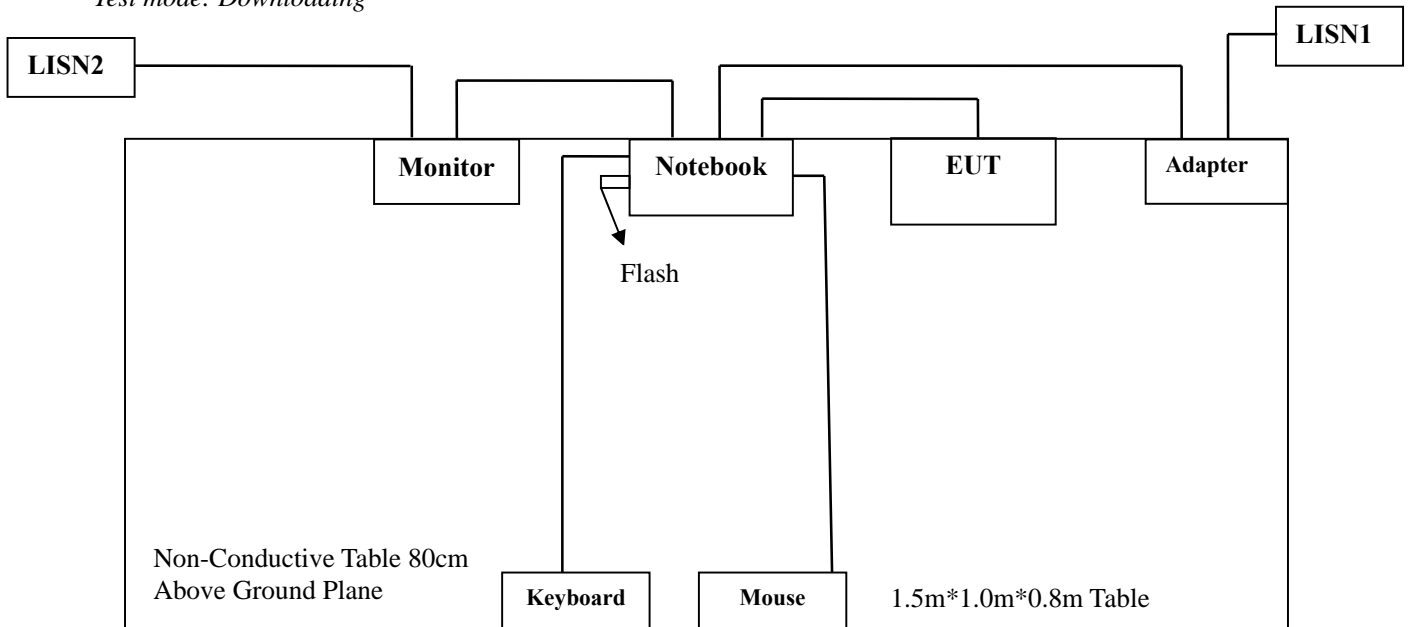 Test mode: Downloading
LISN1
LISN2
Monitor
Notebook
EUT
Adapter
Flash
Non-Conductive Table 80cm
Above Ground Plane
Keyboard
Mouse
1.5m*1.0m*0.8m Table